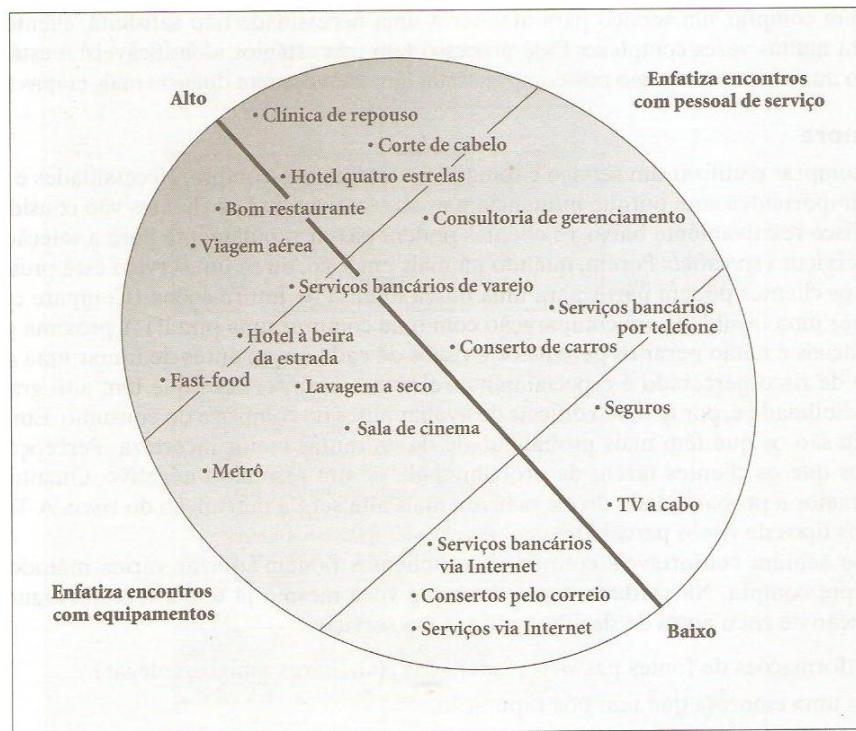 Enfatiza encontros
com pessoal de serviço
Alto
• Clínica de repouso
• Corte de cabelo
• Hotel quatro estrelas
• Bom restaurante
• Consultoria de gerenciamento
• Viagem aérea
• Serviços bancários de varejo
• Serviços bancários
por telefone
• Hotel à beira
da estrada
• Conserto de carros
• Fast-food
• Lavagem a seco
• Seguros
• Sala de cinema
• Metrô
• TV a cabo
• Serviços bancários
via Internet
Enfatiza encontros
com equipamentos
• Consertos pelo correio
• Serviços via Internet
Baixo